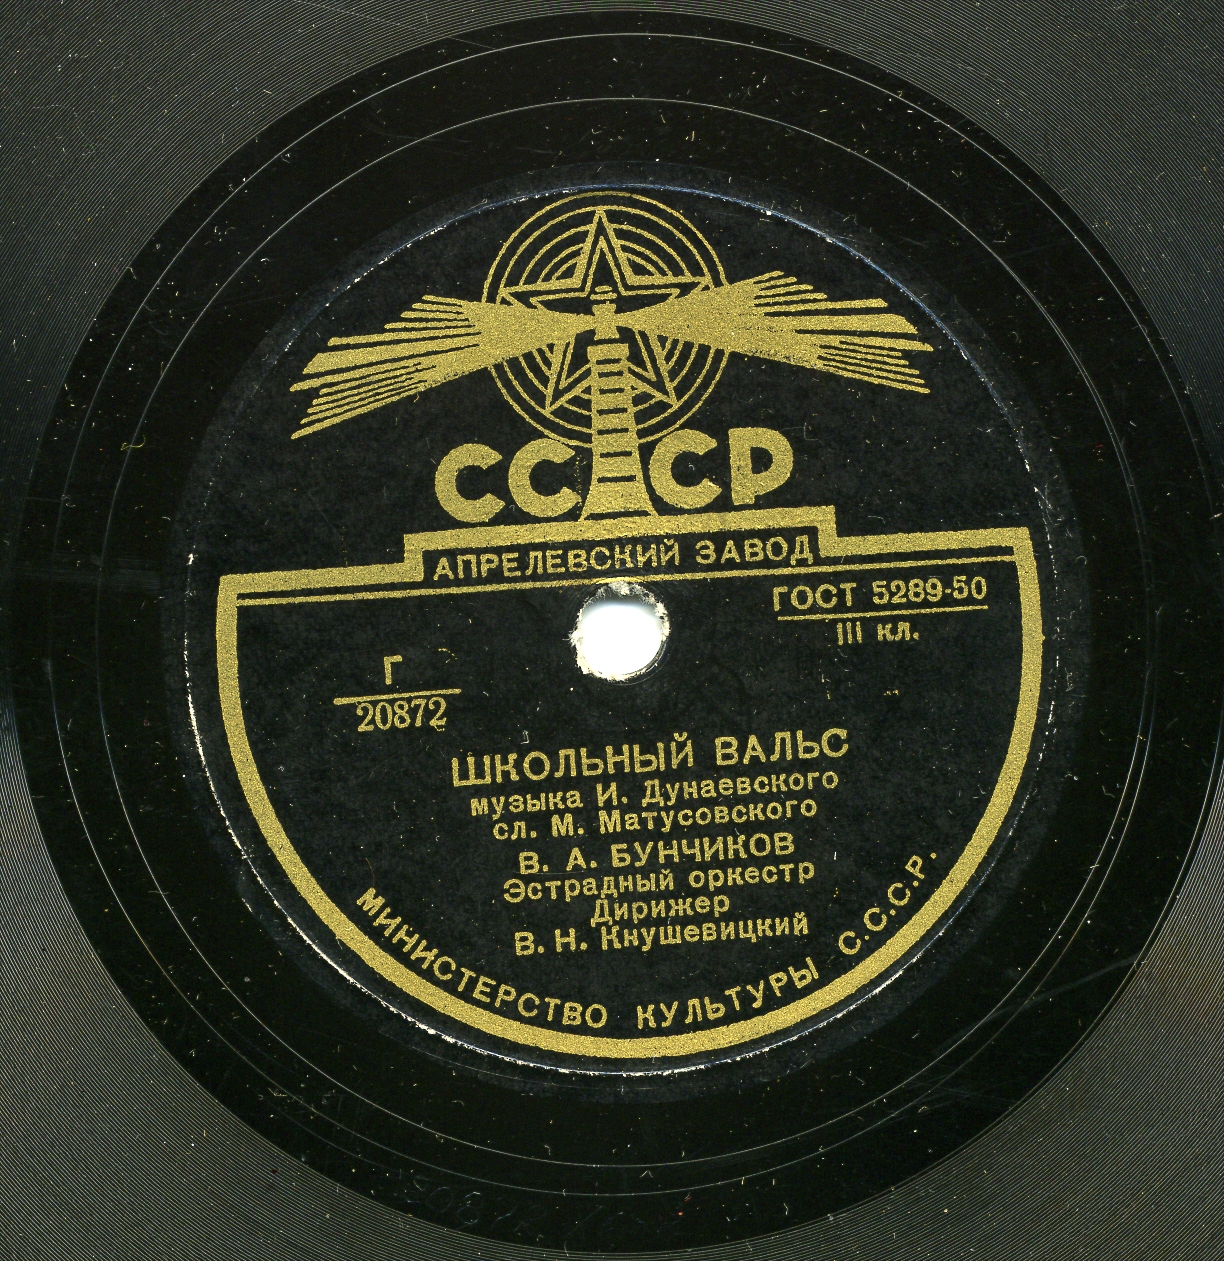 СССР
АПРЕЛЕВСКИЙ ЗАВОД
ГОСТ 5289-50
III кл.
Г
20872
ШКОЛЬНЫЙ ВАЛЬС
музыка И. Дунаевского
сл. М. Матусовского
В. А. БУНЧИКОВ
Эстрадный оркестр
Дирижер
В. Н. Кнушевицкий
МИНИСТЕРСТВО КУЛЬТУРЫ С.С.С.Р.